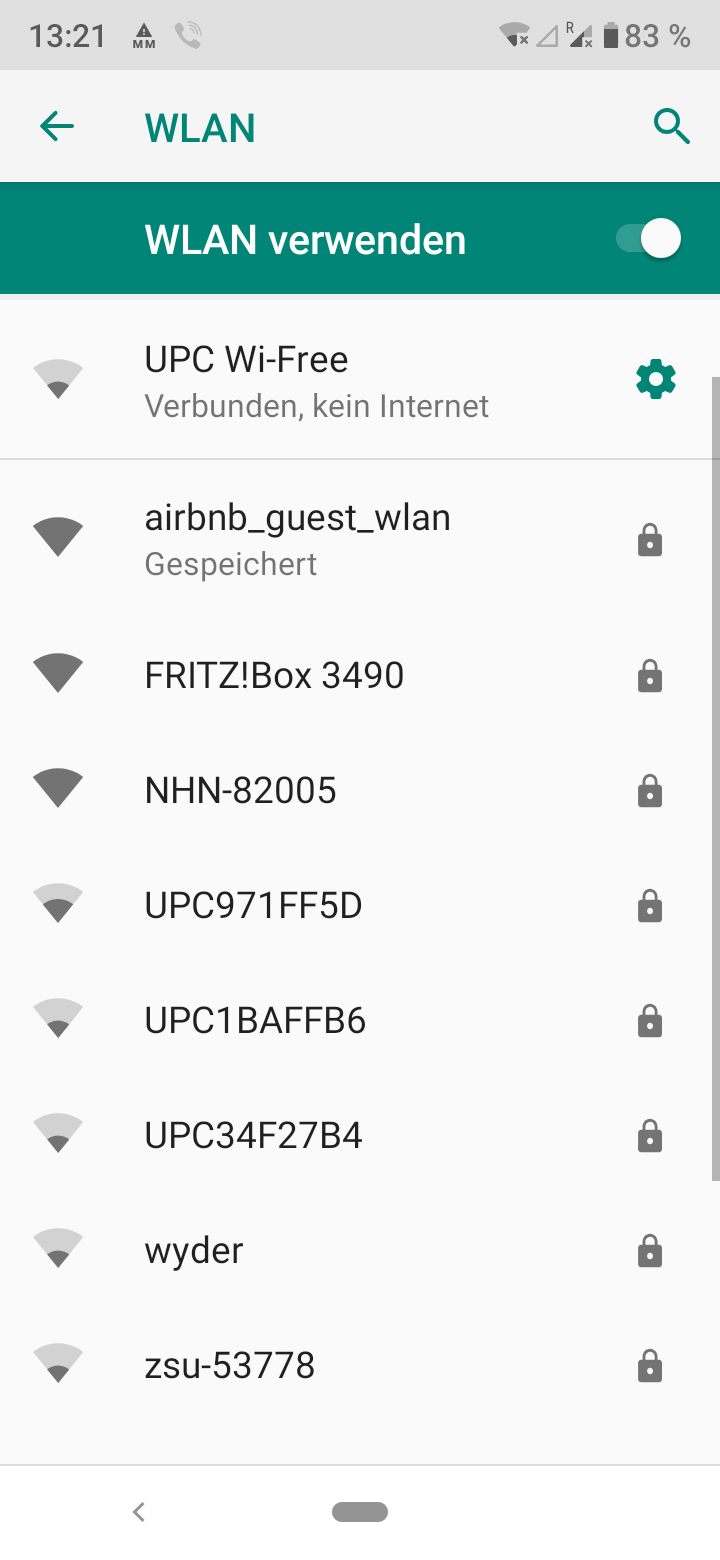 13:21 MM R 83 %
WLAN
WLAN verwenden
UPC Wi-Free
Verbunden, kein Internet
airbnb_guest_wlan
Gespeichert
FRITZ!Box 3490
NHN-82005
UPC971FF5D
UPC1BAFFB6
UPC34F27B4
wyder
zsu-53778